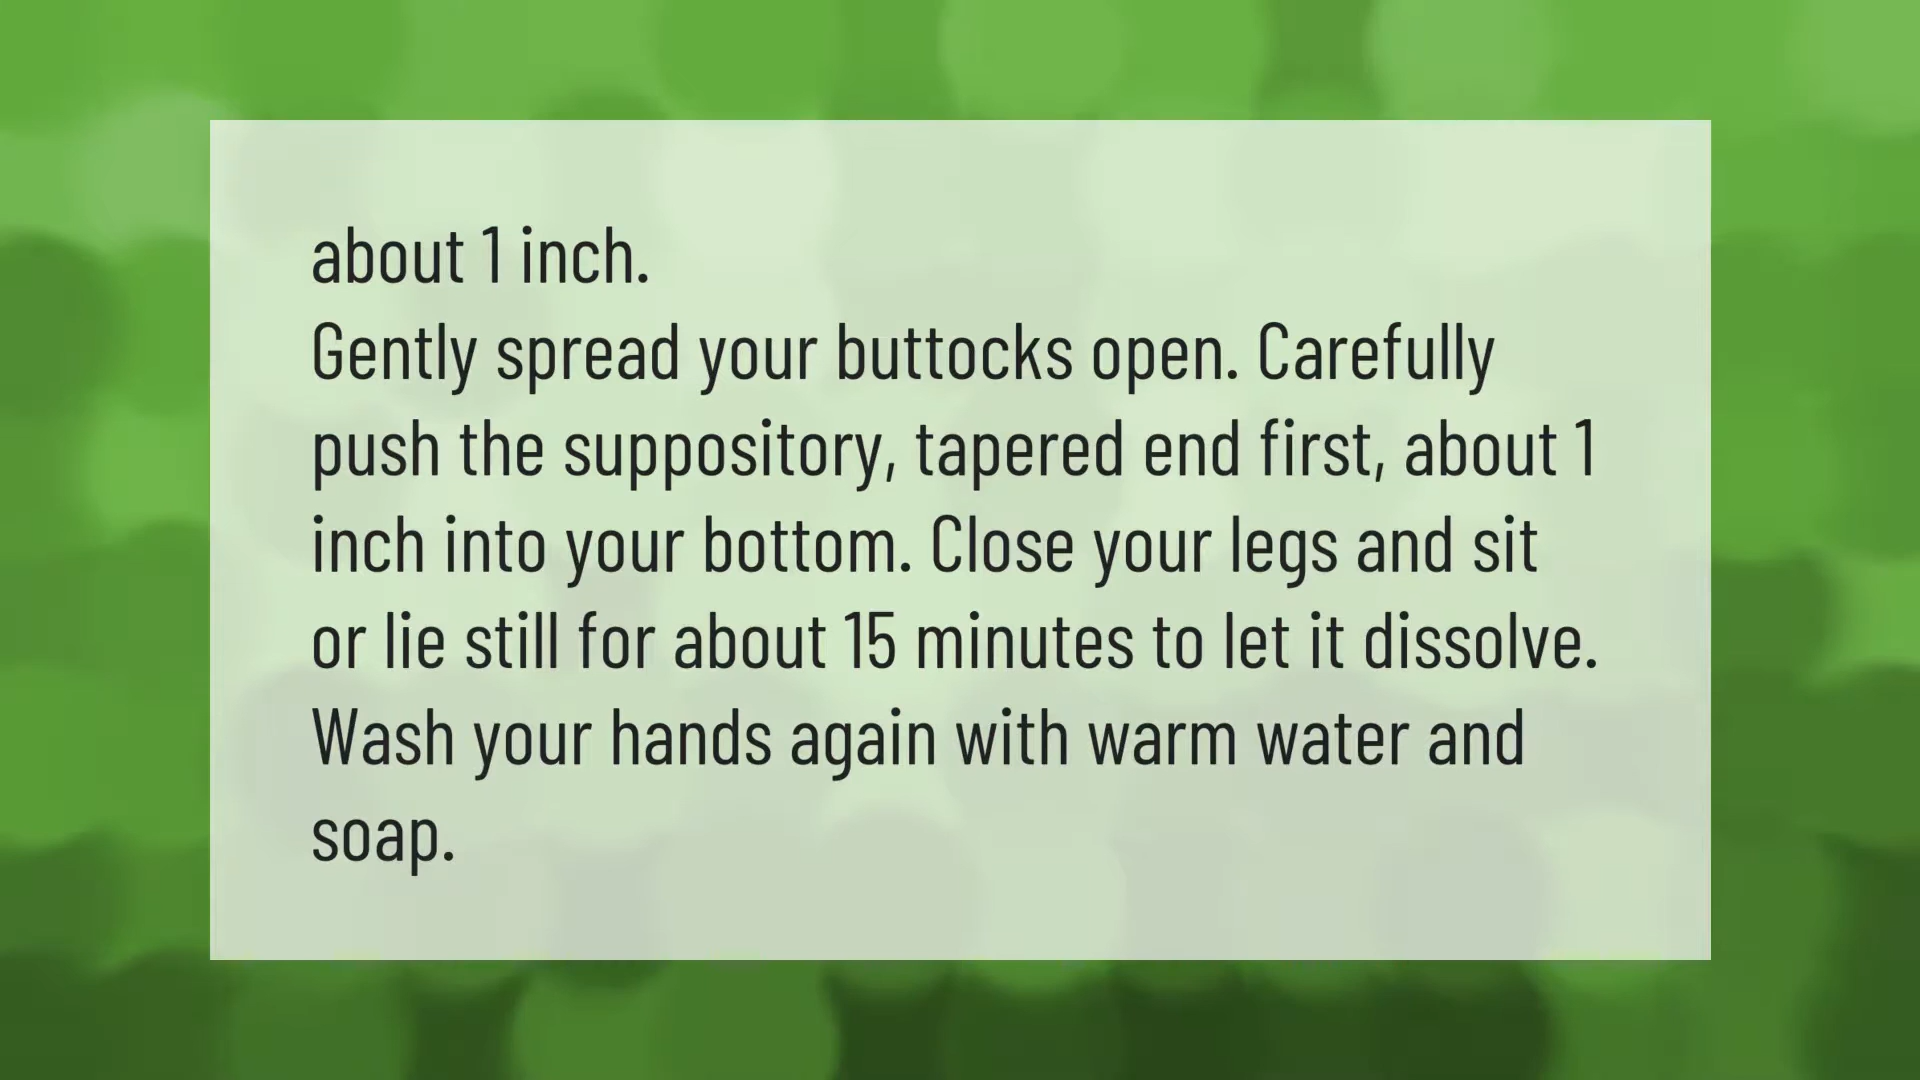 about 1 inch.
Gently spread your buttocks open. Carefully
push the suppository, tapered end first, about 1
inch into your bottom. Close your legs and sit
or lie still for about 15 minutes to let it dissolve.
Wash your hands again with warm water and
soap.